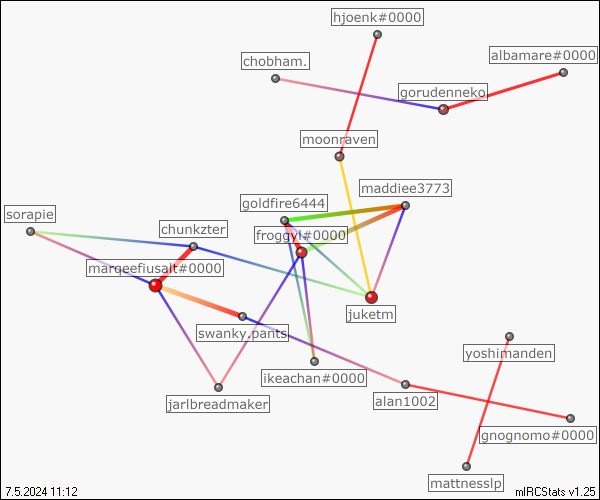 hjoenk#0000
albamare#0000
chobham.
gorudenneko
moonraven
maddiee3773
goldfire6444
sorapie
chunkzter
froggy!#0000
marqeefiusalt#0000
juketm
swanky.pants
yoshimanden
ikeachan#0000
jarlbreadmaker
alan1002
gnognomo#0000
mattnesslp
7.5.2024 11:12
mIRCStats v1.25